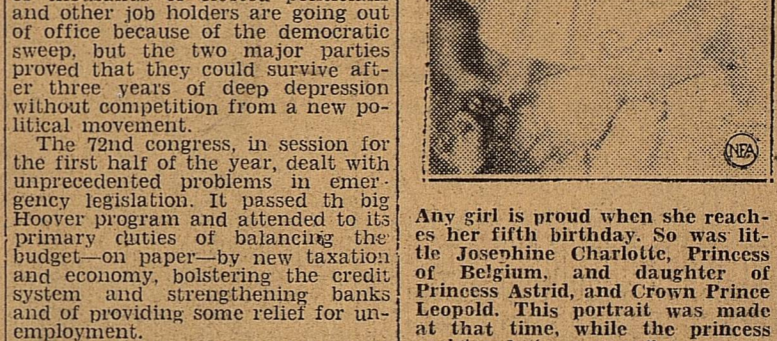 and other job holders are going out
of office because of the democratic
sweep, but the two major parties
proved that they could survive aft-
er three years of deep depression
without competition from a new po-
litical movement.
The 72nd congress, in session for
the first half of the year, dealt with
unprecedented problems in emer-
gency legislation. It passed th big
Hoover program and attended to its
primary duties of balancing the
budget—on paper—by new taxation
and economy, bolstering the credit
system and strengthening banks
and of providing some relief for un-
employment.
NEA
Any girl is proud when she reach-
es her fifth birthday. So was lit-
tle Josephine Charlotte, Princess
of Belgium, and daughter of
Princess Astrid, and Crown Prince
Leopold. This portrait was made
at that time, while the princess